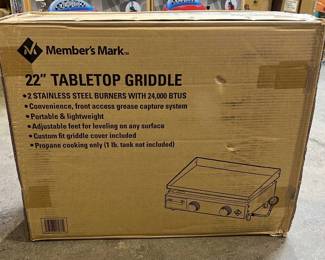 Member's Mark™
22" TABLETOP GRIDDLE
• 2 STAINLESS STEEL BURNERS WITH 24,000 BTUS
• Convenience, front access grease capture system
• Portable & lightweight
• Adjustable feet for leveling on any surface
• Custom fit griddle cover included
• Propane cooking only (1 lb. tank not included)